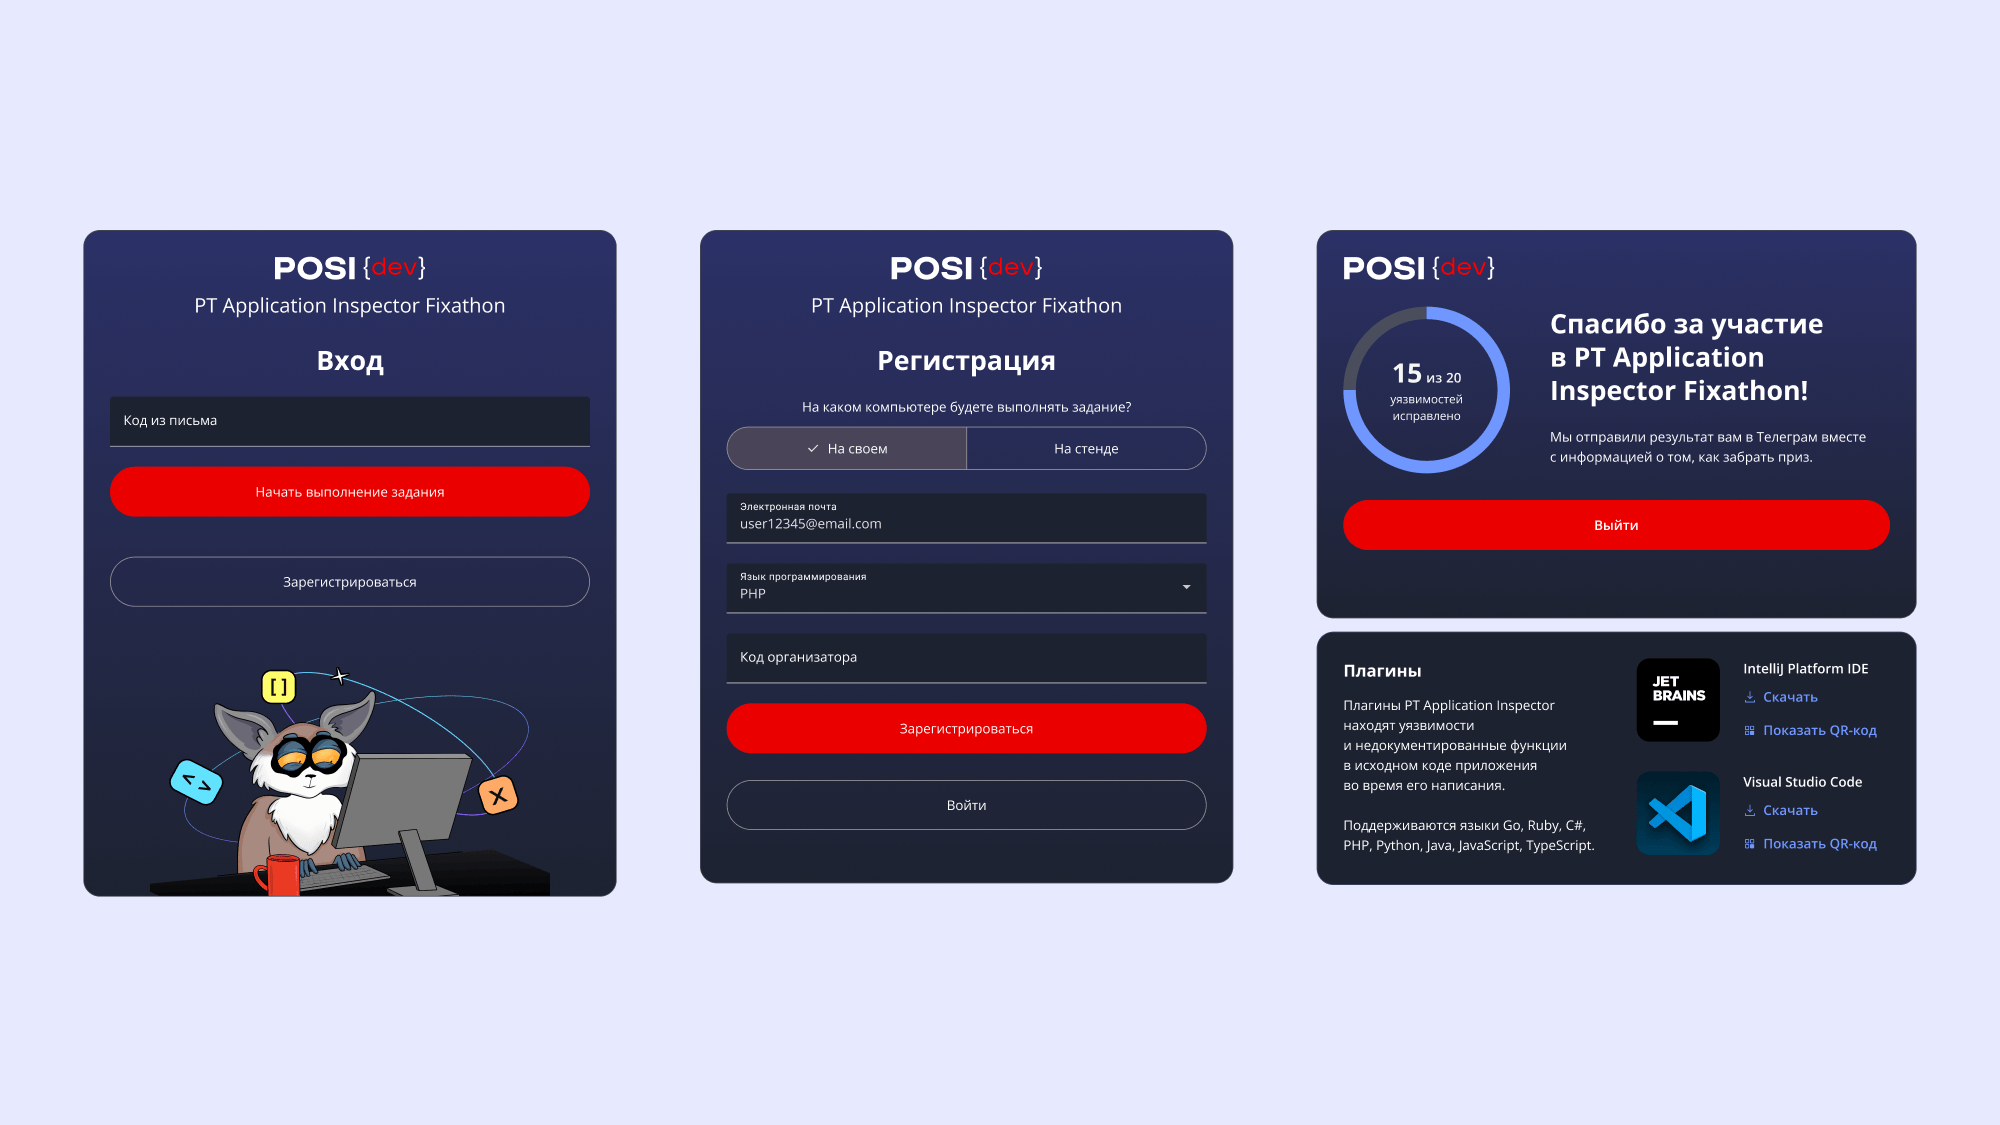 POSI {dev}
PT Application Inspector Fixathon
Вход
Код из письма
Начать выполнение задания
Зарегистрироваться
[ ]
< >
X
POSI {dev}
PT Application Inspector Fixathon
Регистрация
На каком компьютере будете выполнять задание?
На своем
На стенде
Электронная почта
user12345@email.com
Язык программирования
PHP
Код организатора
Зарегистрироваться
Войти
POSI {dev}
15 из 20
уязвимостей
исправлено
Спасибо за участие
в PT Application
Inspector Fixathon!
Мы отправили результат вам в Телеграм вместе
с информацией о том, как забрать приз.
Выйти
Плагины
Плагины PT Application Inspector
находят уязвимости
и недокументированные функции
в исходном коде приложения
во время его написания.
Поддерживаются языки Go, Ruby, C#,
PHP, Python, Java, JavaScript, TypeScript.
JET
BRAINS
IntelliJ Platform IDE
Скачать
Показать QR-код
Visual Studio Code
Скачать
Показать QR-код